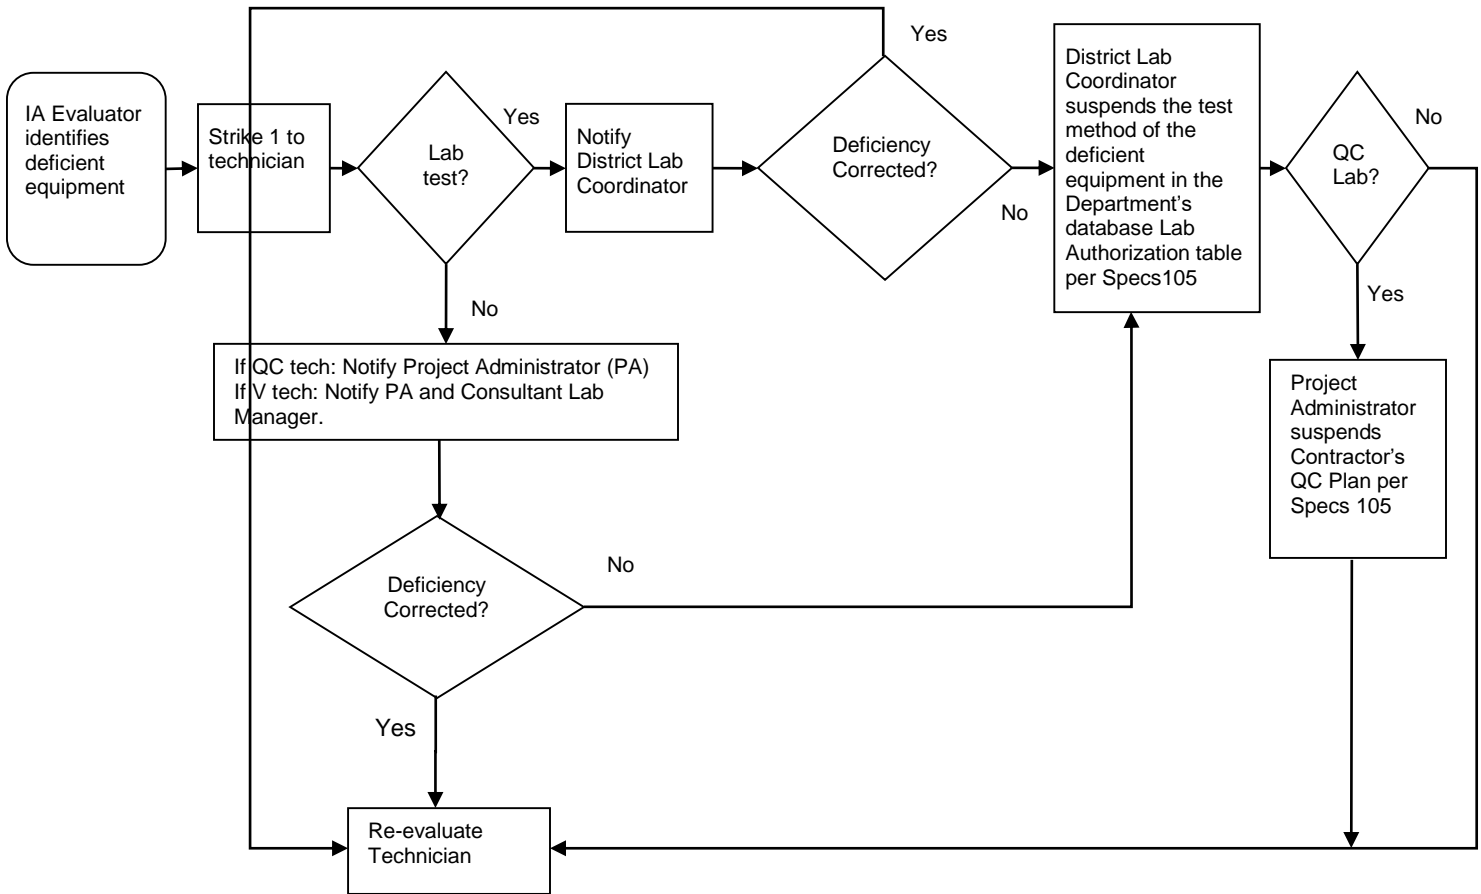 IA Evaluator
identifies
deficient
equipment
Strike 1 to
technician
Lab
test?
Yes
No
Notify
District Lab
Coordinator
Deficiency
Corrected?
Yes
No
District Lab
Coordinator
suspends the test
method of the
deficient
equipment in the
Department’s
database Lab
Authorization table
per Specs105
QC
Lab?
No
Yes
Project
Administrator
suspends
Contractor’s
QC Plan per
Specs 105
If QC tech: Notify Project Administrator (PA)
If V tech: Notify PA and Consultant Lab
Manager.
Deficiency
Corrected?
No
Yes
Re-evaluate
Technician